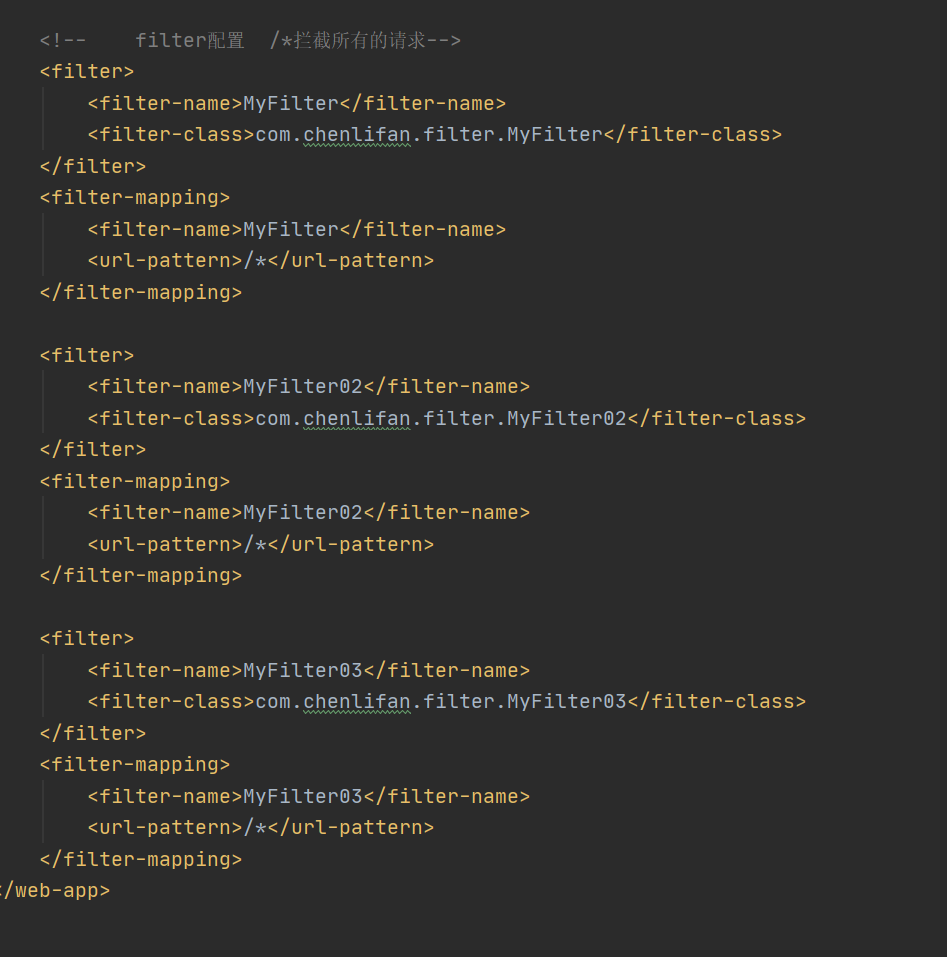 <!--    filter配置  /*拦截所有的请求-->
<filter>
    <filter-name>MyFilter</filter-name>
    <filter-class>com.chenlifan.filter.MyFilter</filter-class>
</filter>
<filter-mapping>
    <filter-name>MyFilter</filter-name>
    <url-pattern>/*</url-pattern>
</filter-mapping>
<filter>
    <filter-name>MyFilter02</filter-name>
    <filter-class>com.chenlifan.filter.MyFilter02</filter-class>
</filter>
<filter-mapping>
    <filter-name>MyFilter02</filter-name>
    <url-pattern>/*</url-pattern>
</filter-mapping>
<filter>
    <filter-name>MyFilter03</filter-name>
    <filter-class>com.chenlifan.filter.MyFilter03</filter-class>
</filter>
<filter-mapping>
    <filter-name>MyFilter03</filter-name>
    <url-pattern>/*</url-pattern>
</filter-mapping>
</web-app>